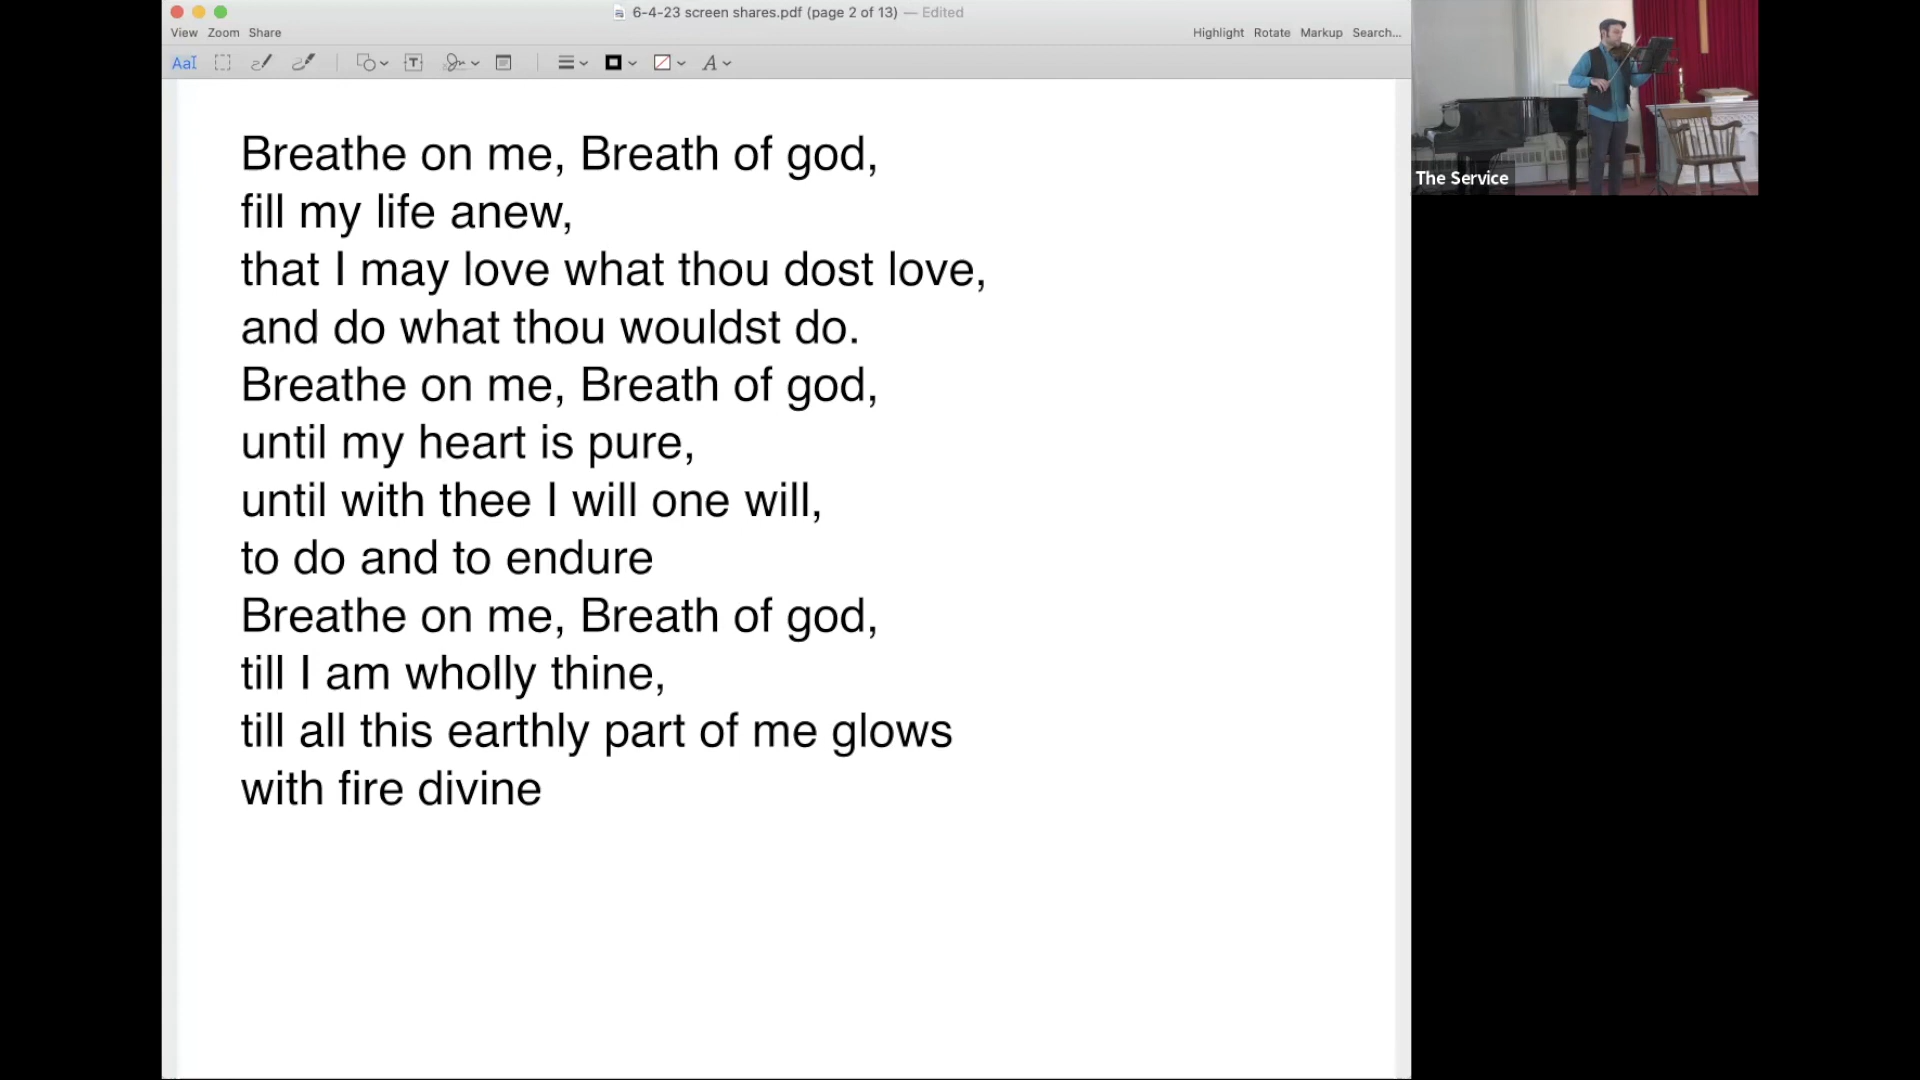 6-4-23 screen shares.pdf (page 2 of 13) — Edited
View Zoom Share
Highlight Rotate Markup Search...
AaI
T
A
Breathe on me, Breath of god,
fill my life anew,
that I may love what thou dost love,
and do what thou wouldst do.
Breathe on me, Breath of god,
until my heart is pure,
until with thee I will one will,
to do and to endure
Breathe on me, Breath of god,
till I am wholly thine,
till all this earthly part of me glows
with fire divine
The Service